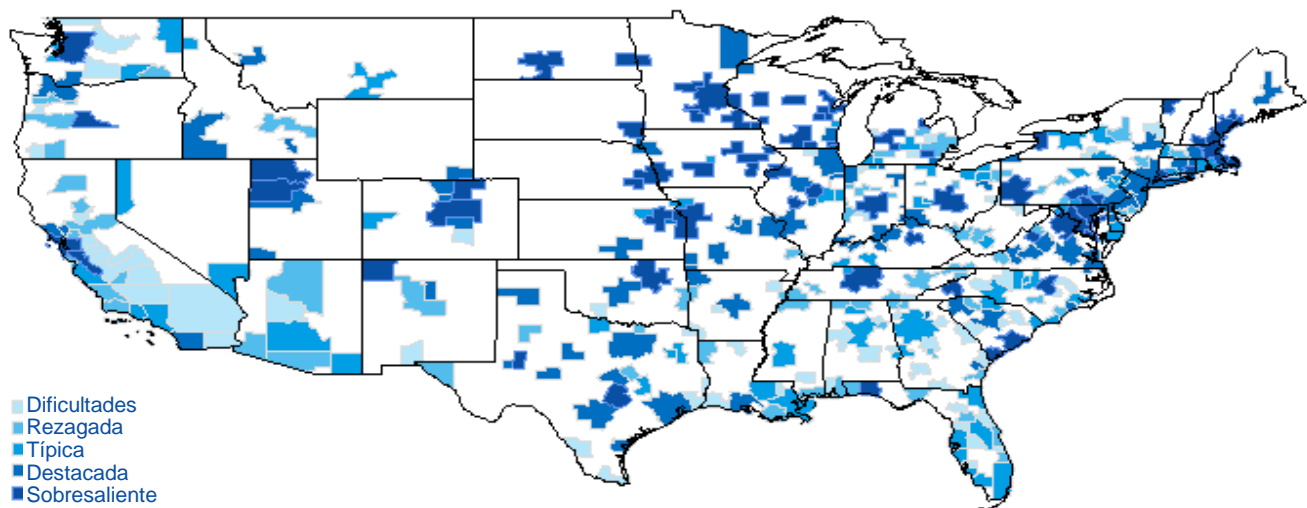 Dificultades
Rezagada
Típica
Destacada
Sobresaliente